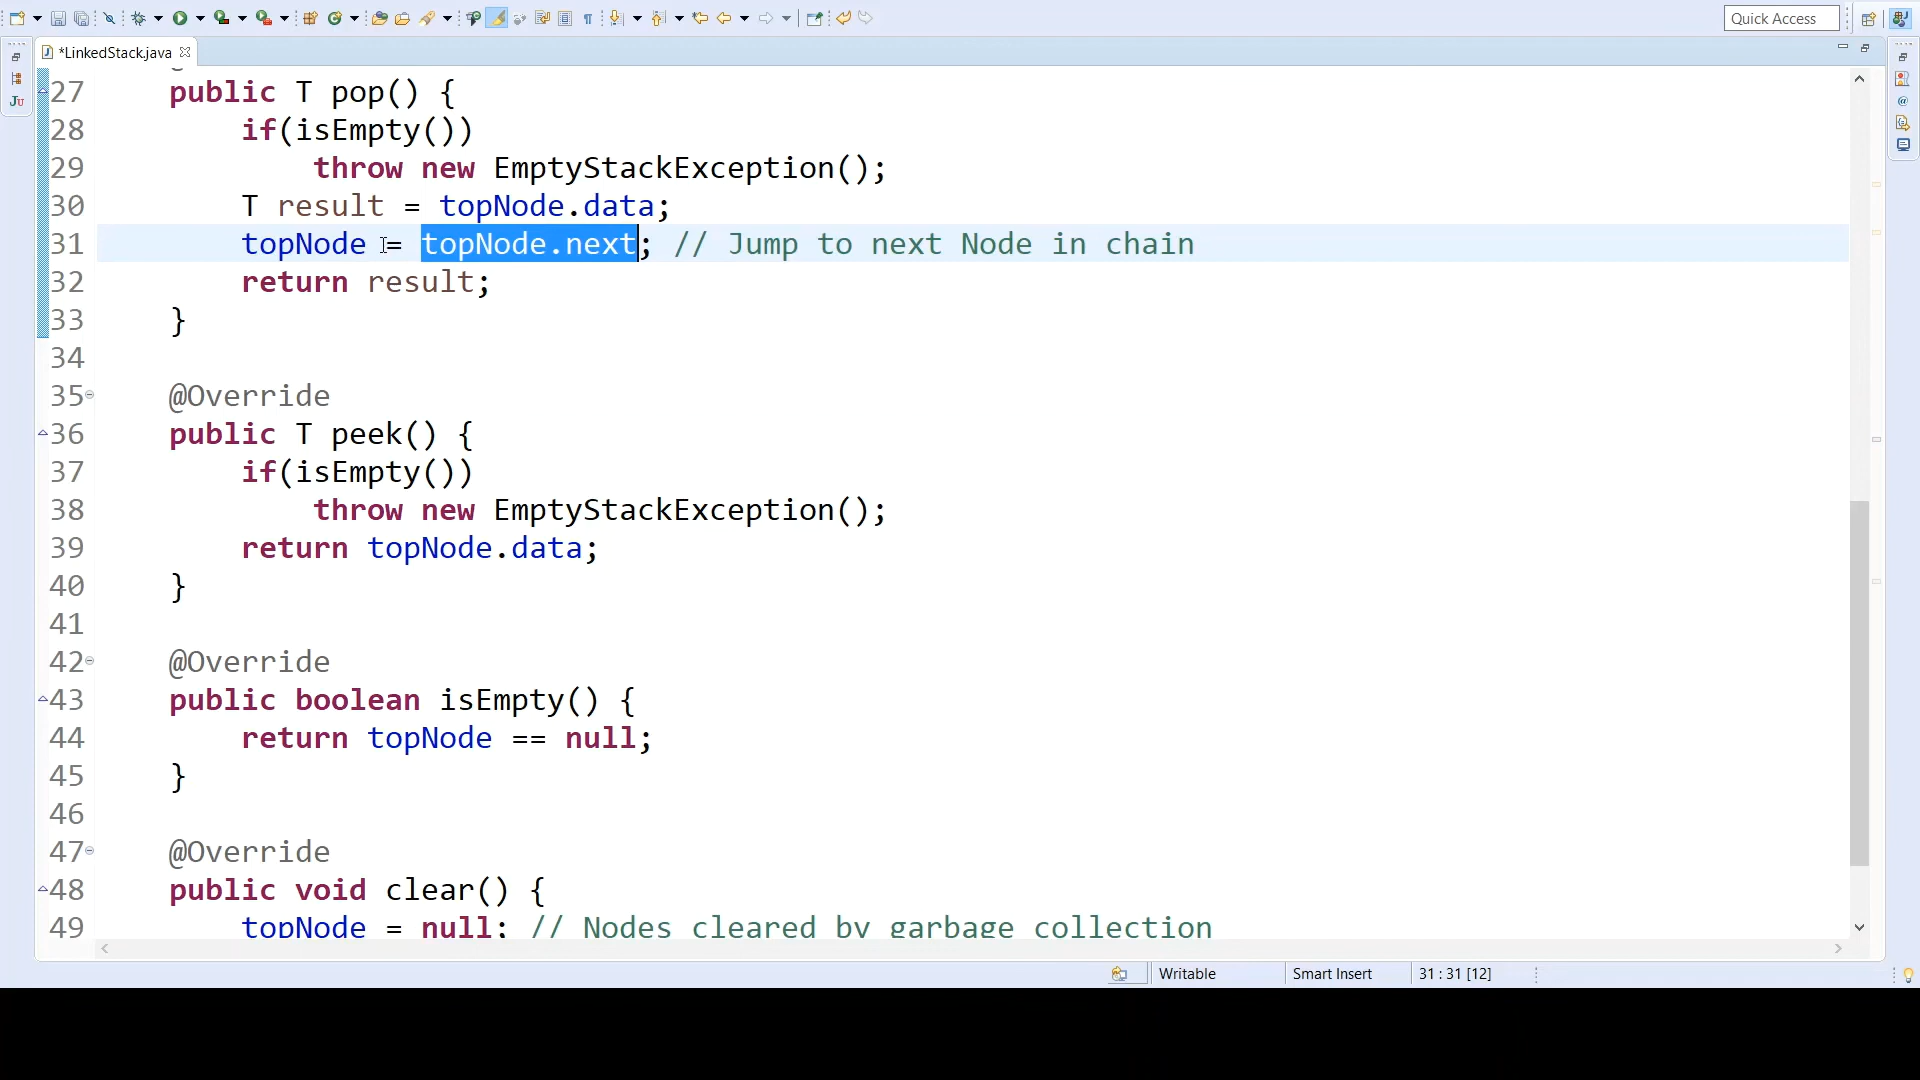 Quick Access
*LinkedStack.java
27 public T pop() {
28 if(isEmpty())
29 throw new EmptyStackException();
30 T result = topNode.data;
31 topNode = topNode.next; // Jump to next Node in chain
32 return result;
33 }
34
35 @Override
36 public T peek() {
37 if(isEmpty())
38 throw new EmptyStackException();
39 return topNode.data;
40 }
41
42 @Override
43 public boolean isEmpty() {
44 return topNode == null;
45 }
46
47 @Override
48 public void clear() {
49 topNode = null; // Nodes cleared by garbage collection
Writable Smart Insert 31 : 31 [12]